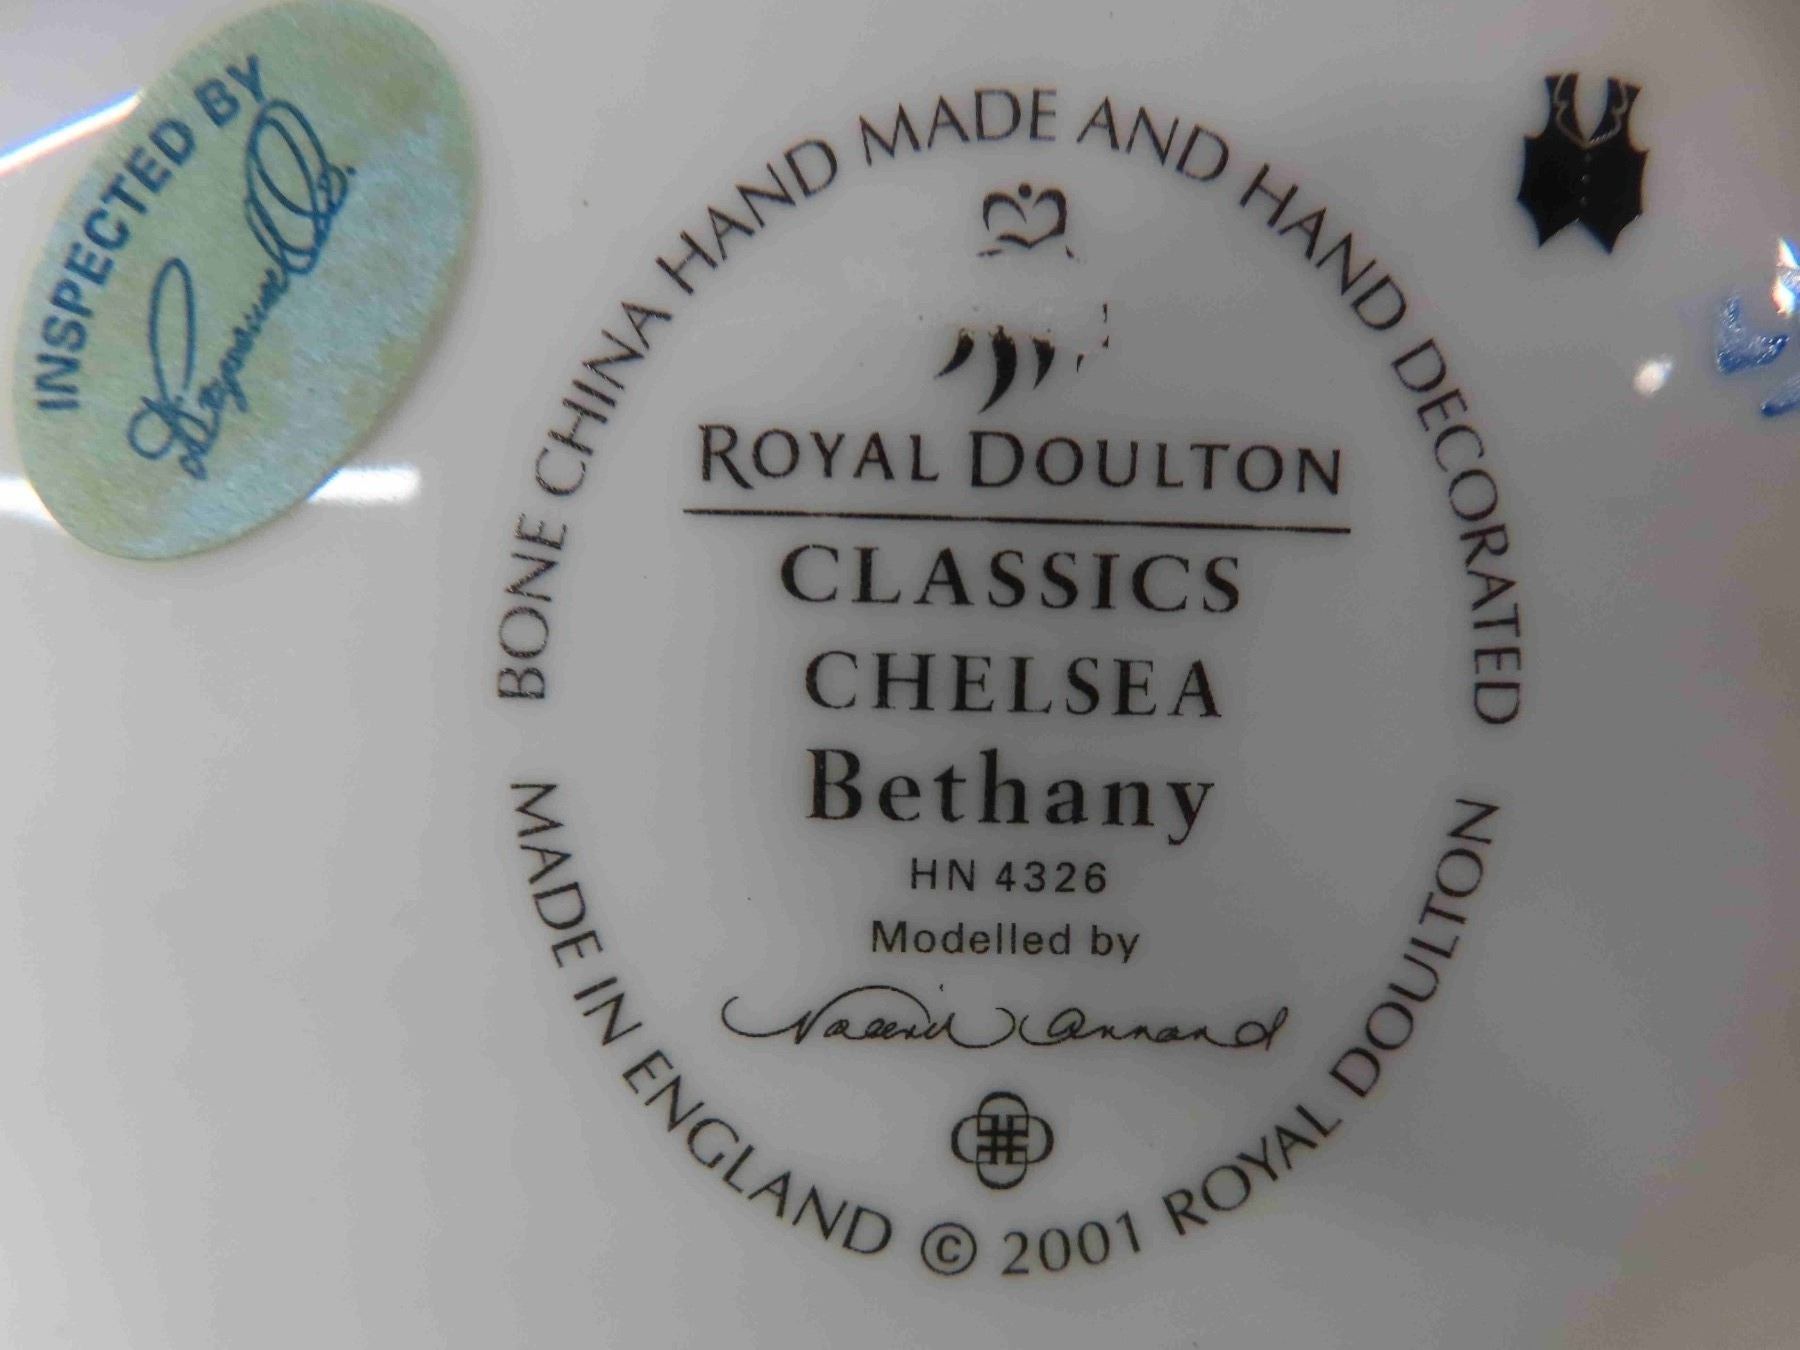 INSPECTED BY
BONE CHINA HAND MADE AND HAND DECORATED
ROYAL DOULTON
CLASSICS
CHELSEA
Bethany
HN 4326
Modelled by
MADE IN ENGLAND © 2001 ROYAL DOULTON